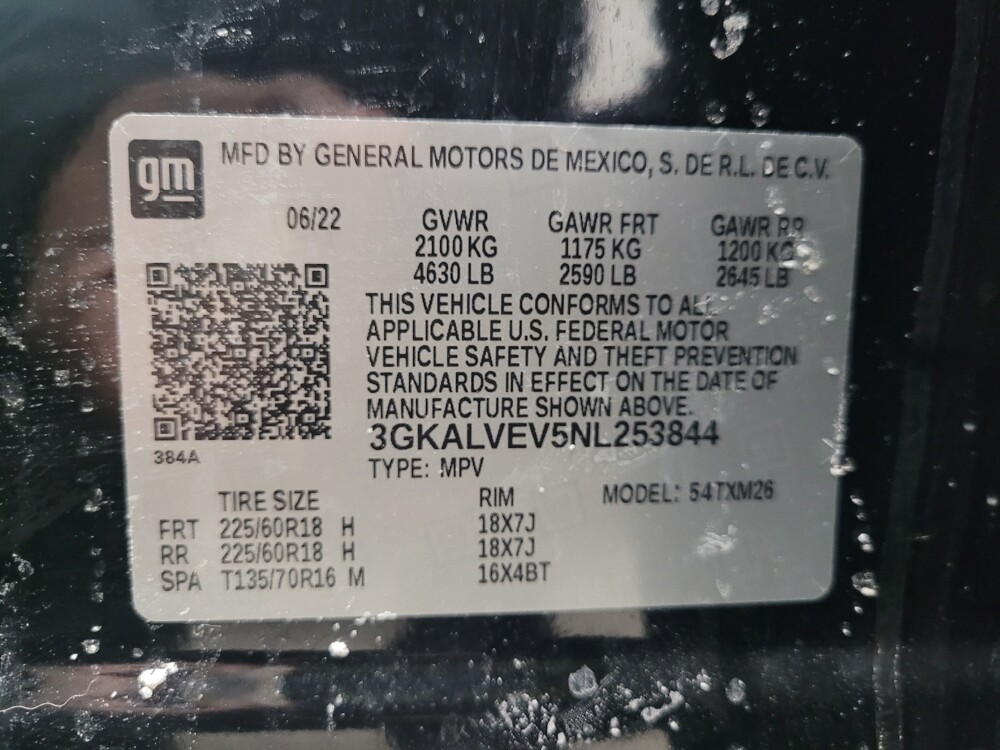 gm MFD BY GENERAL MOTORS DE MEXICO, S. DE R.L. DE C.V.
06/22 GVWR GAWR FRT GAWR RR
2100 KG 1175 KG 1200 KG
4630 LB 2590 LB 2645 LB
THIS VEHICLE CONFORMS TO ALL
APPLICABLE U.S. FEDERAL MOTOR
VEHICLE SAFETY AND THEFT PREVENTION
STANDARDS IN EFFECT ON THE DATE OF
MANUFACTURE SHOWN ABOVE.
3GKALVEV5NL253844
384A
TYPE: MPV
TIRE SIZE RIM MODEL: 54TXM26
FRT 225/60R18 H 18X7J
RR 225/60R18 H 18X7J
SPA T135/70R16 M 16X4BT